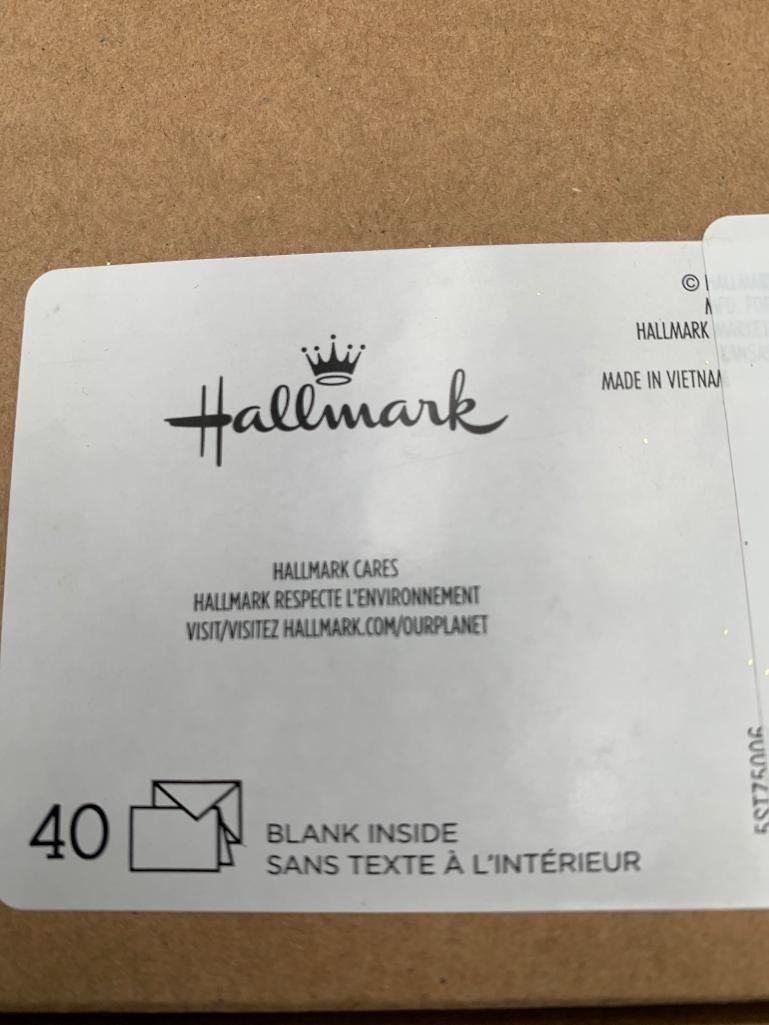 ©
HALLMARK
MADE IN VIETNAM
Hallmark
HALLMARK CARES
HALLMARK RESPECTE L'ENVIRONNEMENT
VISIT/VISITEZ HALLMARK.COM/OURPLANET
40
BLANK INSIDE
SANS TEXTE À L'INTÉRIEUR
5STZ5006